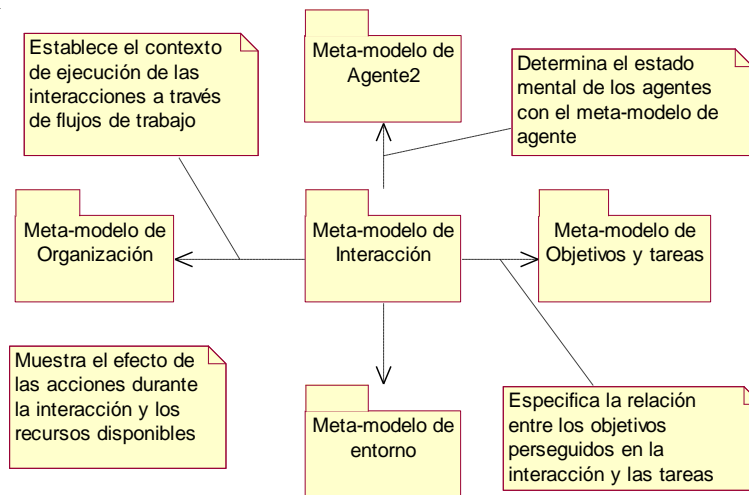 Establece el contexto
de ejecución de las
interacciones a través
de flujos de trabajo
Meta-modelo de
Agente2
Determina el estado
mental de los agentes
con el meta-modelo de
agente
Meta-modelo de
Organización
Meta-modelo de
Interacción
Meta-modelo de
Objetivos y tareas
Muestra el efecto de
las acciones durante
la interacción y los
recursos disponibles
Meta-modelo de
entorno
Especifica la relación
entre los objetivos
perseguidos en la
interacción y las tareas